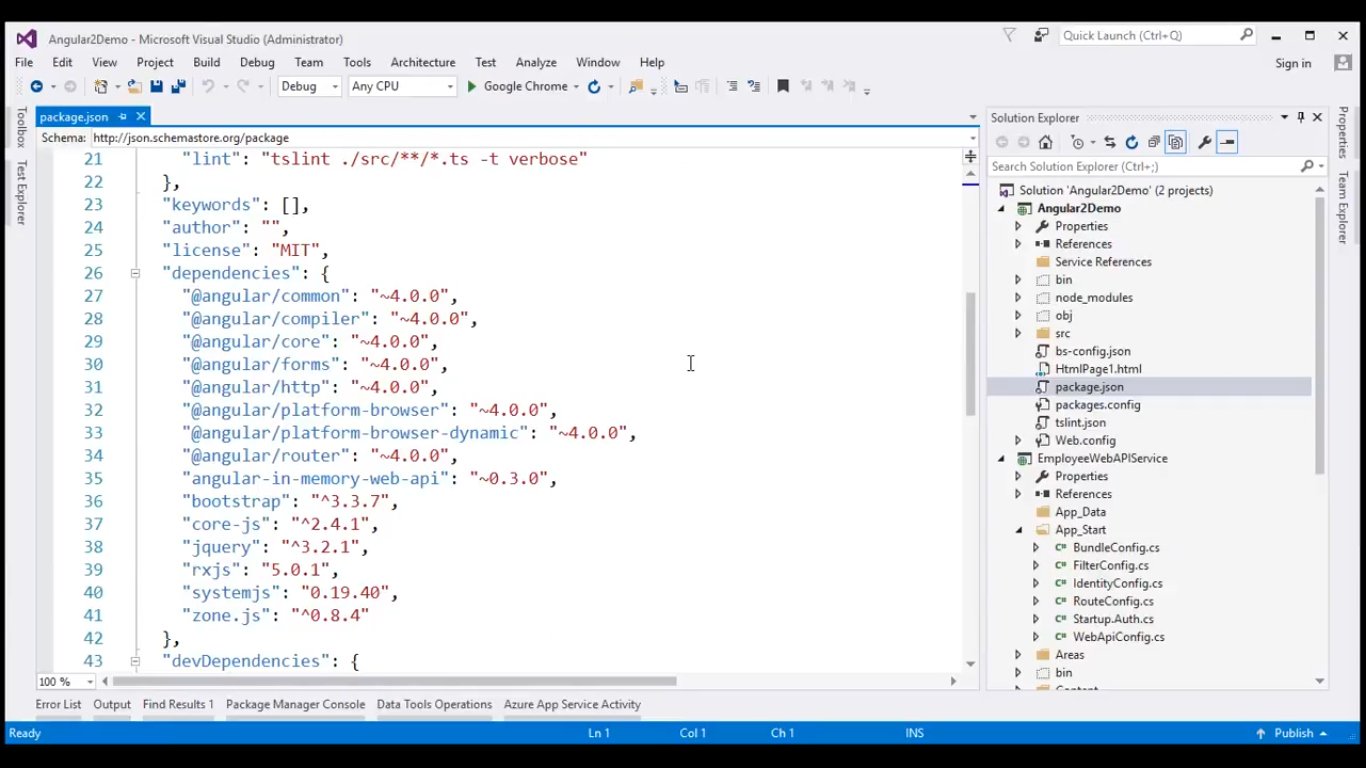 Angular2Demo - Microsoft Visual Studio (Administrator)
Quick Launch (Ctrl+Q)
File Edit View Project Build Debug Team Tools Architecture Test Analyze Window Help
Sign in
Debug Any CPU Google Chrome
Toolbox
Test Explorer
package.json
Schema: http://json.schemastore.org/package
21 "lint": "tslint ./src/**/*.ts -t verbose"
22 },
23 "keywords": [],
24 "author": "",
25 "license": "MIT",
26 "dependencies": {
27 "@angular/common": "~4.0.0",
28 "@angular/compiler": "~4.0.0",
29 "@angular/core": "~4.0.0",
30 "@angular/forms": "~4.0.0",
31 "@angular/http": "~4.0.0",
32 "@angular/platform-browser": "~4.0.0",
33 "@angular/platform-browser-dynamic": "~4.0.0",
34 "@angular/router": "~4.0.0",
35 "angular-in-memory-web-api": "~0.3.0",
36 "bootstrap": "^3.3.7",
37 "core-js": "^2.4.1",
38 "jquery": "^3.2.1",
39 "rxjs": "5.0.1",
40 "systemjs": "0.19.40",
41 "zone.js": "^0.8.4"
42 },
43 "devDependencies": {
100 %
Solution Explorer
Search Solution Explorer (Ctrl+;)
Solution 'Angular2Demo' (2 projects)
Angular2Demo
Properties
References
Service References
bin
node_modules
obj
src
bs-config.json
HtmlPage1.html
package.json
packages.config
tslint.json
Web.config
EmployeeWebAPIService
Properties
References
App_Data
App_Start
C# BundleConfig.cs
C# FilterConfig.cs
C# IdentityConfig.cs
C# RouteConfig.cs
C# Startup.Auth.cs
C# WebApiConfig.cs
Areas
bin
Content
Properties
Team Explorer
Error List Output Find Results 1 Package Manager Console Data Tools Operations Azure App Service Activity
Ready Ln 1 Col 1 Ch 1 INS Publish